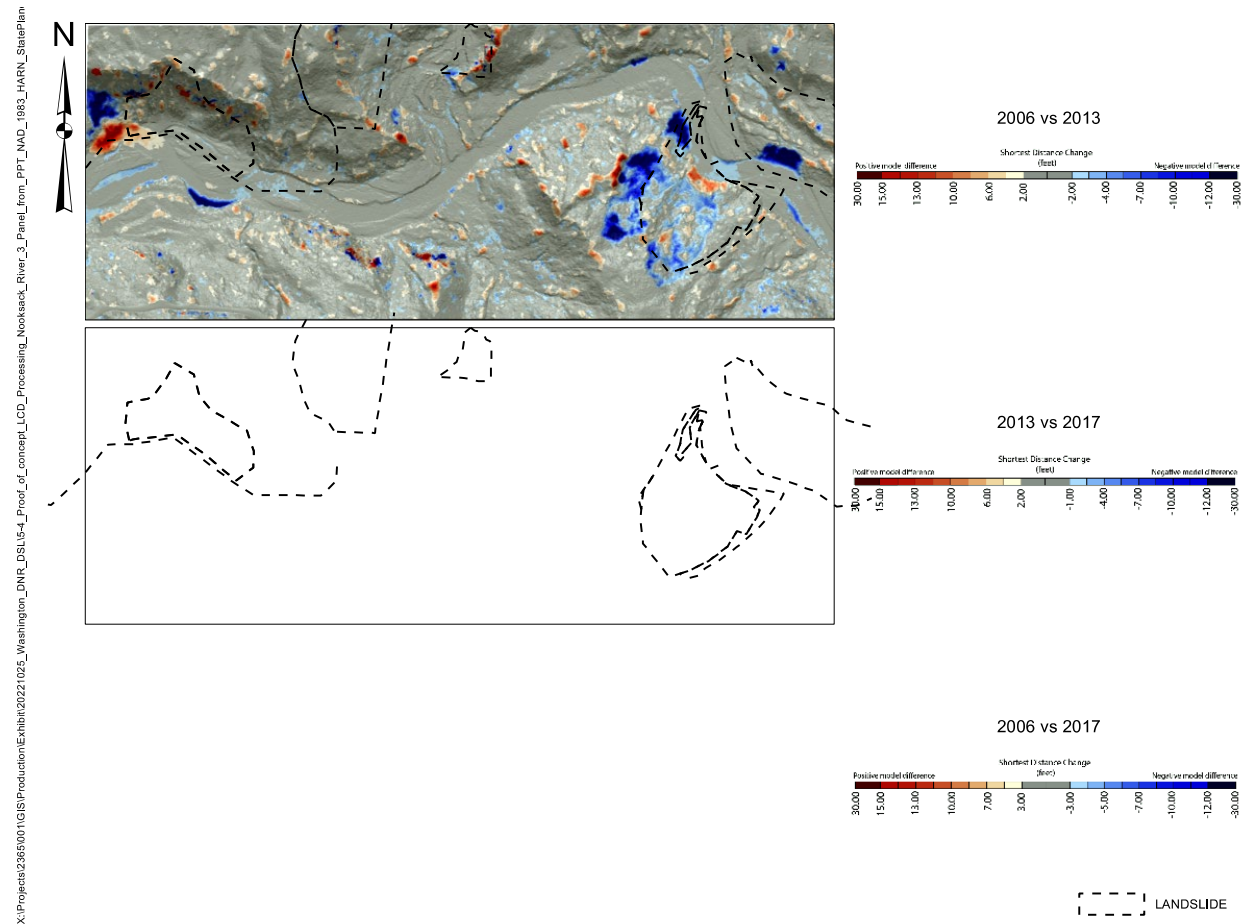 X:\Projects\2365\001\GIS\Production\Exhibit\20221025_Washington_DNR_DSL\5-4_Proof_of_concept_LCD_Processing_Nooksack_River_3_Panel_from_PPT_NAD_1983_HARN_StatePlan
N
2006 vs 2013
Shortest Distance Change
(feet)
Positive model difference Negative model difference
30.00 15.00 13.00 10.00 6.00 2.00 -2.00 -4.00 -7.00 -10.00 -12.00 -30.00
2013 vs 2017
Shortest Distance Change
(feet)
Positive model difference Negative model difference
30.00 15.00 13.00 10.00 6.00 2.00 -1.00 -4.00 -7.00 -10.00 -12.00 -30.00
2006 vs 2017
Shortest Distance Change
(feet)
Positive model difference Negative model difference
30.00 15.00 13.00 10.00 7.00 3.00 -3.00 -5.00 -7.00 -10.00 -12.00 -30.00
LANDSLIDE